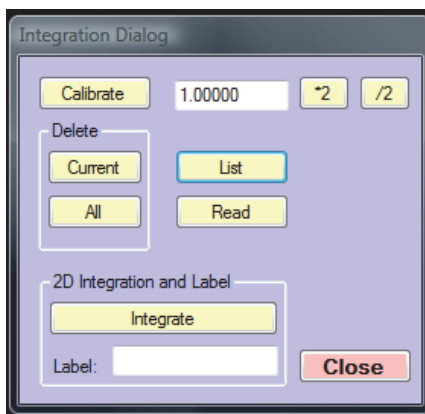 Integration Dialog
Calibrate 1.00000 *2 /2
Delete
Current List
All Read
2D Integration and Label
Integrate
Label:
Close